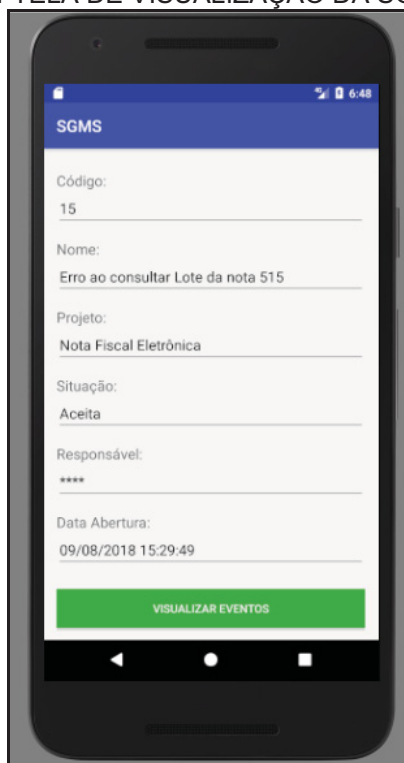 TELA DE VISUALIZAÇÃO DA
6:48
SGMS
Código:
15
Nome:
Erro ao consultar Lote da nota 515
Projeto:
Nota Fiscal Eletrônica
Situação:
Aceita
Responsável:
****
Data Abertura:
09/08/2018 15:29:49
VISUALIZAR EVENTOS